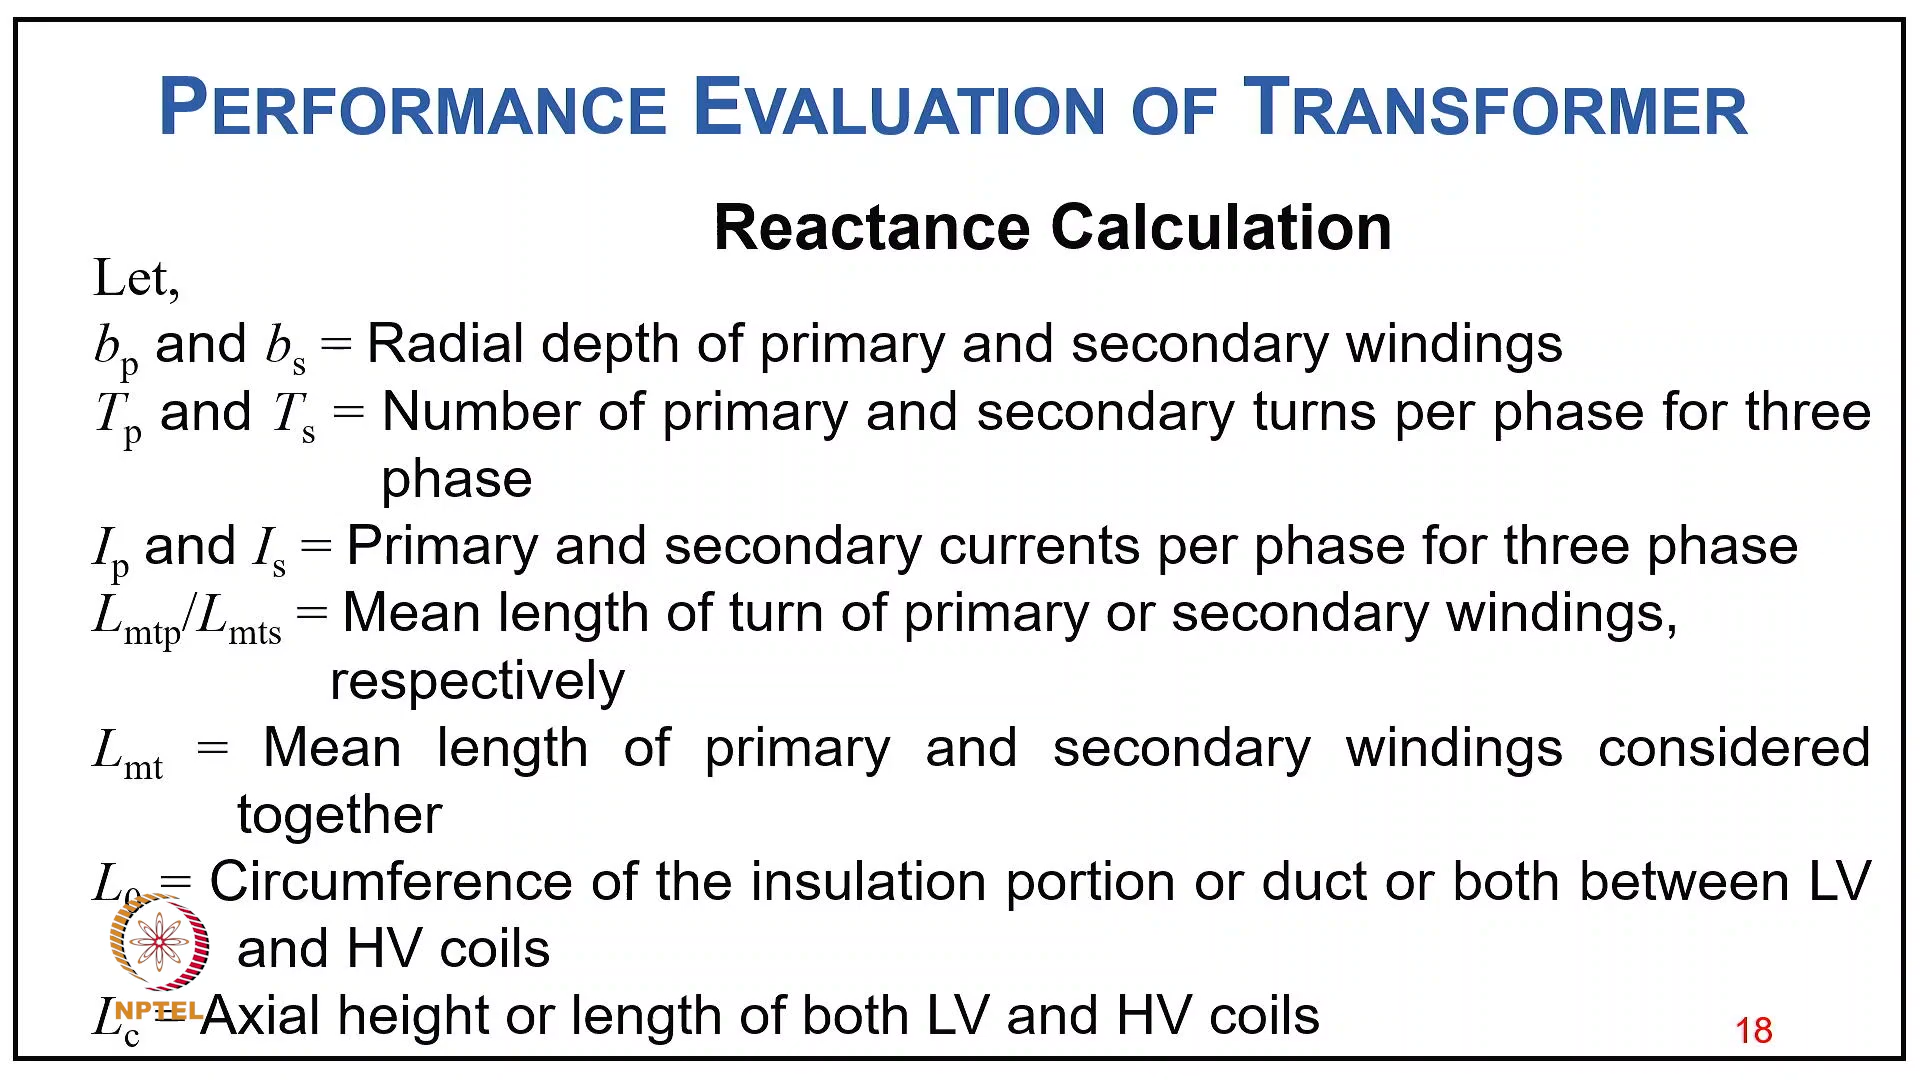 PERFORMANCE EVALUATION OF TRANSFORMER
Reactance Calculation
Let,
bp and bs = Radial depth of primary and secondary windings
Tp and Ts = Number of primary and secondary turns per phase for three
phase
Ip and Is = Primary and secondary currents per phase for three phase
Lmtp/Lmts = Mean length of turn of primary or secondary windings,
respectively
Lmt = Mean length of primary and secondary windings considered
together
L0 = Circumference of the insulation portion or duct or both between LV
and HV coils
Lc = Axial height or length of both LV and HV coils
NPTEL
18